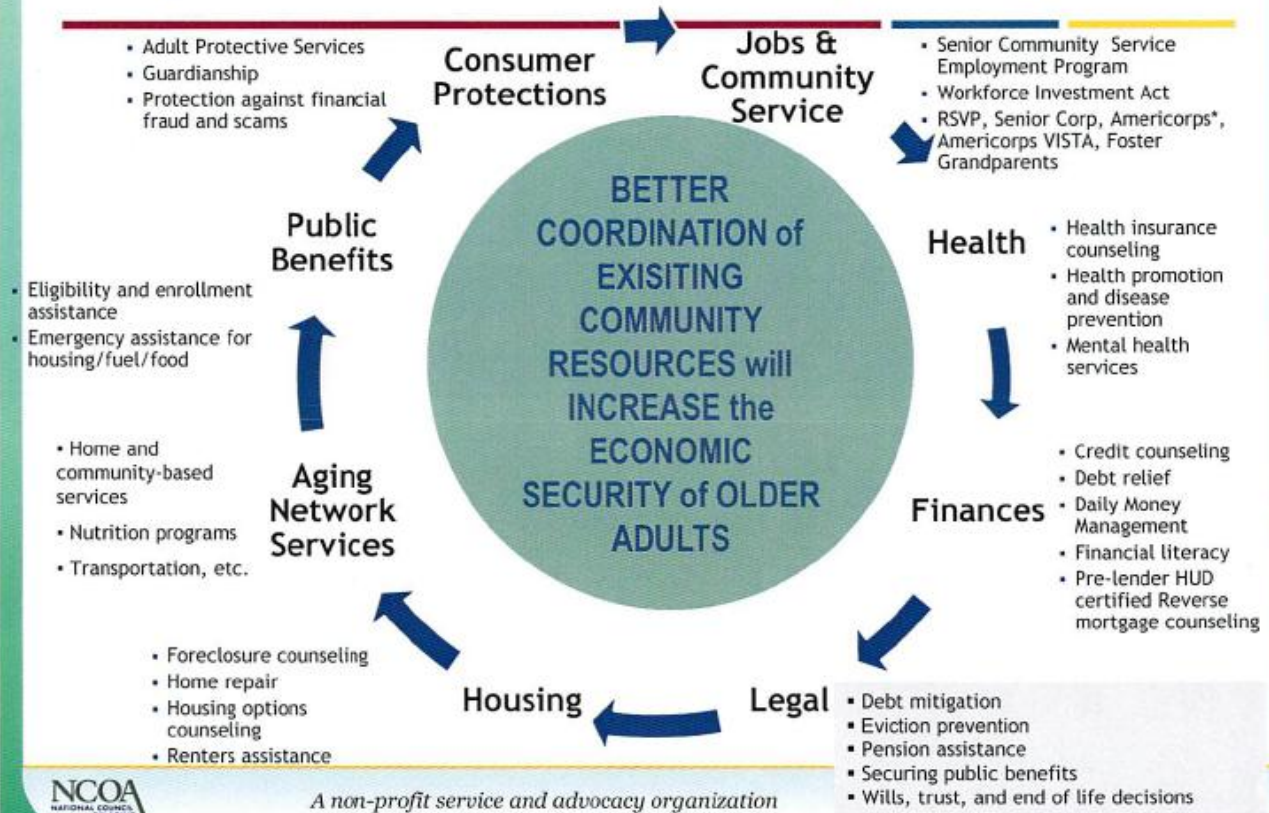 ▪ Adult Protective Services
▪ Guardianship
▪ Protection against financial
fraud and scams
Consumer
Protections
Jobs &
Community
Service
▪ Senior Community Service
Employment Program
▪ Workforce Investment Act
▪ RSVP, Senior Corp, Americorps*,
Americorps VISTA, Foster
Grandparents
Health
▪ Health insurance
counseling
▪ Health promotion
and disease
prevention
▪ Mental health
services
Finances
▪ Credit counseling
▪ Debt relief
▪ Daily Money
Management
▪ Financial literacy
▪ Pre-lender HUD
certified Reverse
mortgage counseling
Legal
▪ Debt mitigation
▪ Eviction prevention
▪ Pension assistance
▪ Securing public benefits
▪ Wills, trust, and end of life decisions
Housing
▪ Foreclosure counseling
▪ Home repair
▪ Housing options
counseling
▪ Renters assistance
Aging
Network
Services
▪ Home and
community-based
services
▪ Nutrition programs
▪ Transportation, etc.
Public
Benefits
▪ Eligibility and enrollment
assistance
▪ Emergency assistance for
housing/fuel/food
BETTER
COORDINATION of
EXISITING
COMMUNITY
RESOURCES will
INCREASE the
ECONOMIC
SECURITY of OLDER
ADULTS
NCOA
NATIONAL COUNCIL
A non-profit service and advocacy organization